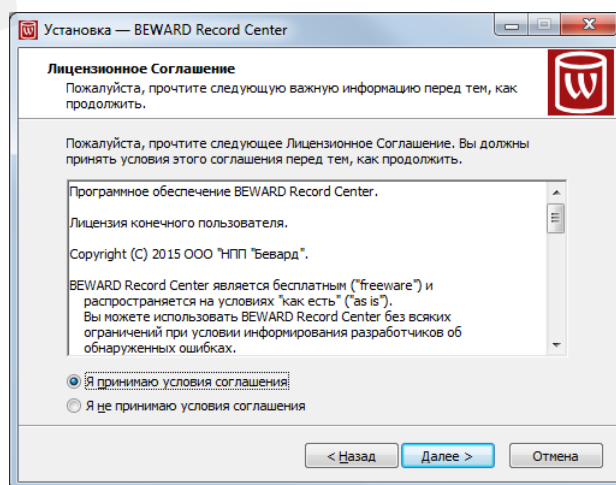 Установка — BEWARD Record Center
Лицензионное Соглашение
Пожалуйста, прочтите следующую важную информацию перед тем, как
продолжить.
W
Пожалуйста, прочтите следующее Лицензионное Соглашение. Вы должны
принять условия этого соглашения перед тем, как продолжить.
Программное обеспечение BEWARD Record Center.
Лицензия конечного пользователя.
Copyright (C) 2015 ООО "НПП "Бевард".
BEWARD Record Center является бесплатным ("freeware") и
распространяется на условиях "как есть" ("as is").
Вы можете использовать BEWARD Record Center без всяких
ограничений при условии информирования разработчиков об
обнаруженных ошибках.
Я принимаю условия соглашения
Я не принимаю условия соглашения
< Назад
Далее >
Отмена